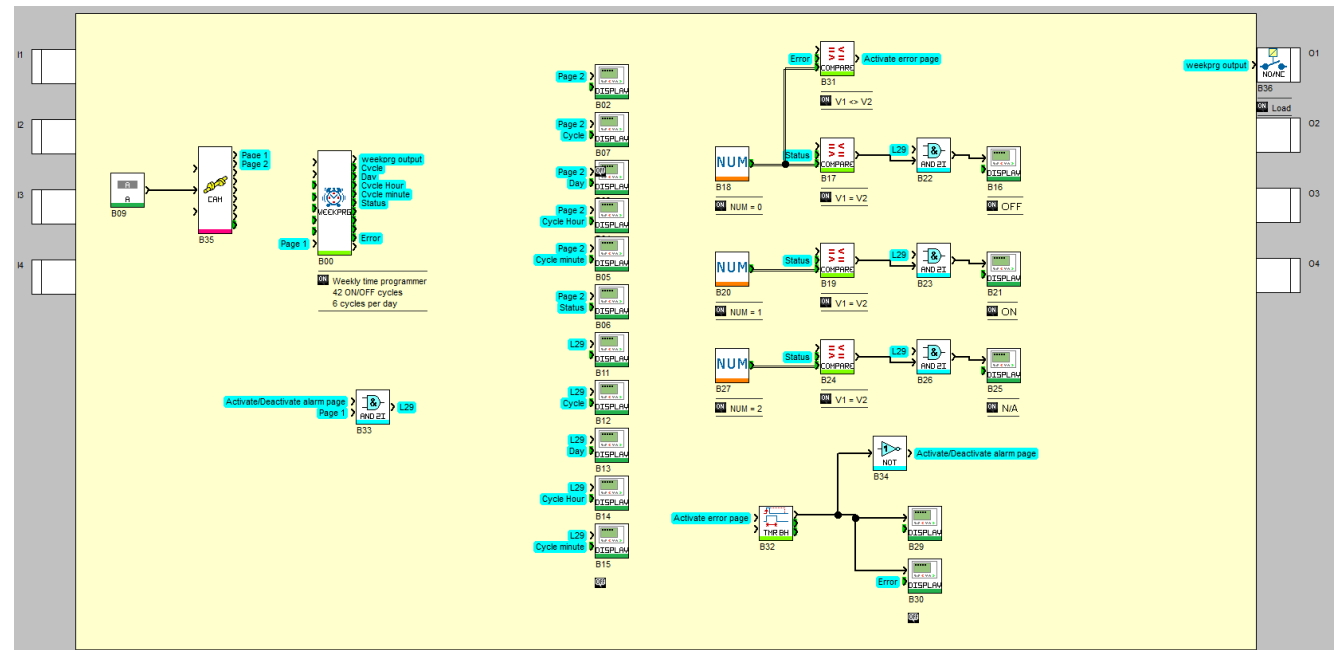 I1
I2
I3
I4
A
A
B09
CAM
B35
Page 1
Page 2
Page 1
WEEKPRG
B00
weekprg output
Cycle
Day
Cycle Hour
Cycle minute
Status
Error
ON Weekly time programmer
42 ON/OFF cycles
6 cycles per day
Activate/Deactivate alarm page
Page 1
AND 2I
B33
L29
Page 2
DISPLAY
B02
Page 2
Cycle
DISPLAY
B07
Page 2
OFF
Day
DISPLAY
Page 2
Cycle Hour
DISPLAY
Page 2
Cycle minute
DISPLAY
B05
Page 2
Status
DISPLAY
B06
L29
DISPLAY
B11
L29
Cycle
DISPLAY
B12
L29
Day
DISPLAY
B13
L29
Cycle Hour
DISPLAY
B14
L29
Cycle minute
DISPLAY
B15
OFF
Error
COMPARE
Activate error page
B31
ON V1 <> V2
NUM
B18
ON NUM = 0
Status
COMPARE
B17
ON V1 = V2
L29
AND 2I
B22
DISPLAY
B16
ON OFF
NUM
B20
ON NUM = 1
Status
COMPARE
B19
ON V1 = V2
L29
AND 2I
B23
DISPLAY
B21
ON ON
NUM
B27
ON NUM = 2
Status
COMPARE
B24
ON V1 = V2
L29
AND 2I
B26
DISPLAY
B25
ON N/A
1
NOT
B34
Activate/Deactivate alarm page
Activate error page
TMR BH
B32
DISPLAY
B29
Error
DISPLAY
B30
OFF
weekprg output
NO/NC
B36
ON Load
O1
O2
O3
O4